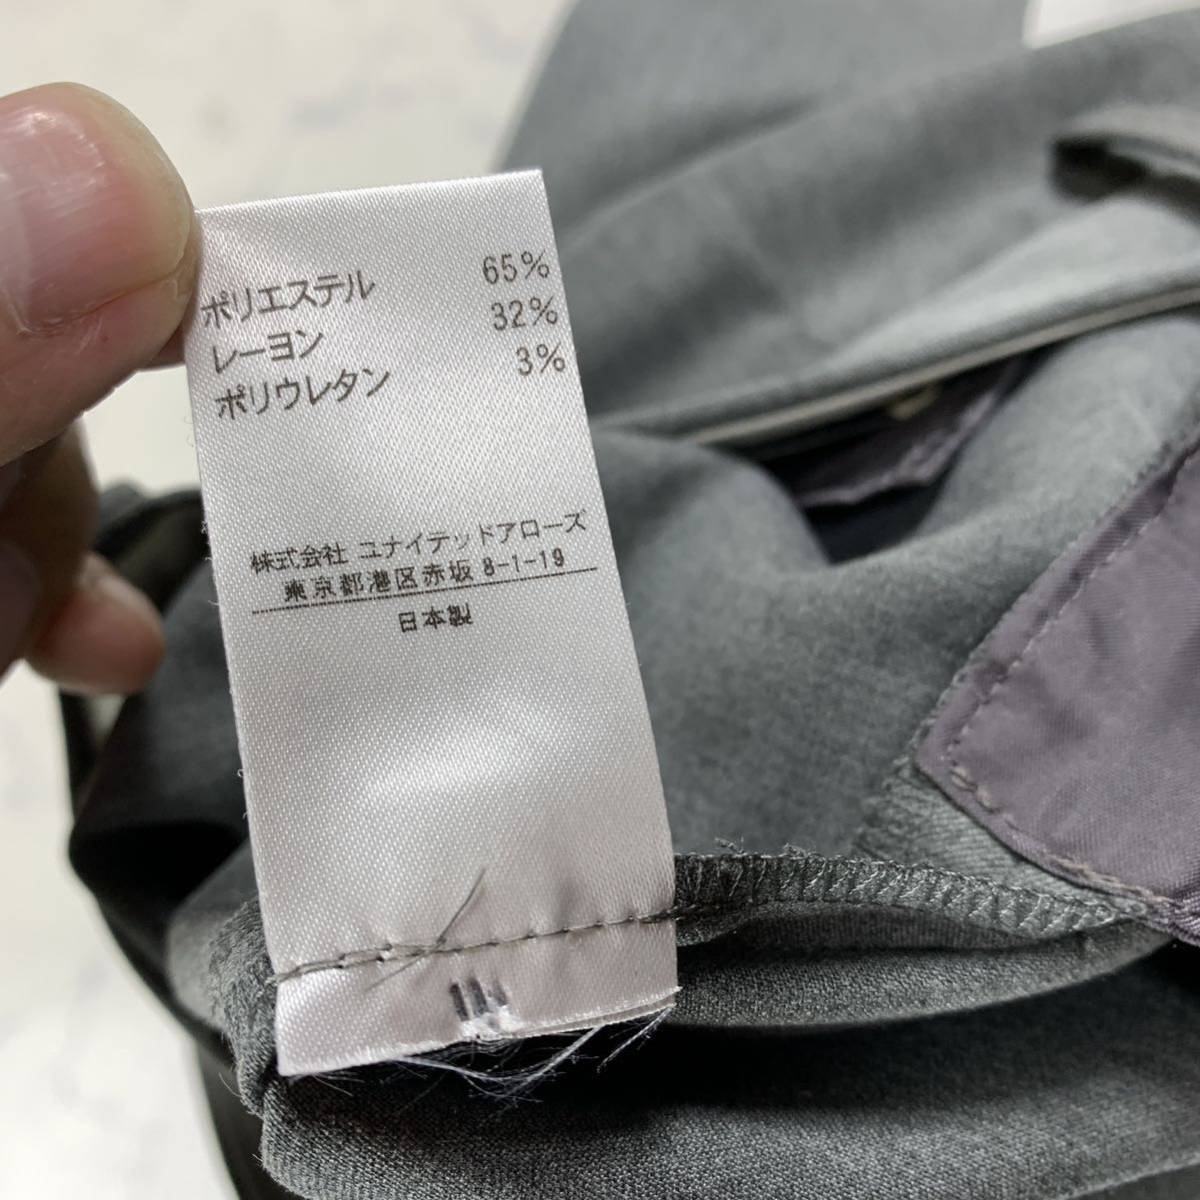 ポリエステル 65%
レーヨン 32%
ポリウレタン 3%
株式会社 ユナイテッドアローズ
東京都港区赤坂 8-1-19
日本製